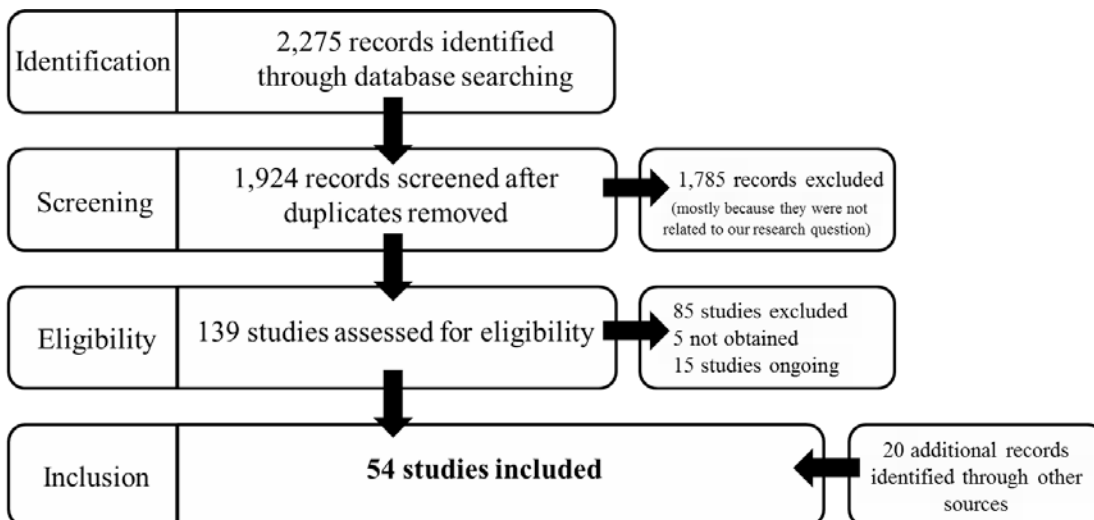 Identification
2,275 records identified
through database searching
Screening
1,924 records screened after
duplicates removed
1,785 records excluded
(mostly because they were not
related to our research question)
Eligibility
139 studies assessed for eligibility
85 studies excluded
5 not obtained
15 studies ongoing
Inclusion
54 studies included
20 additional records
identified through other
sources